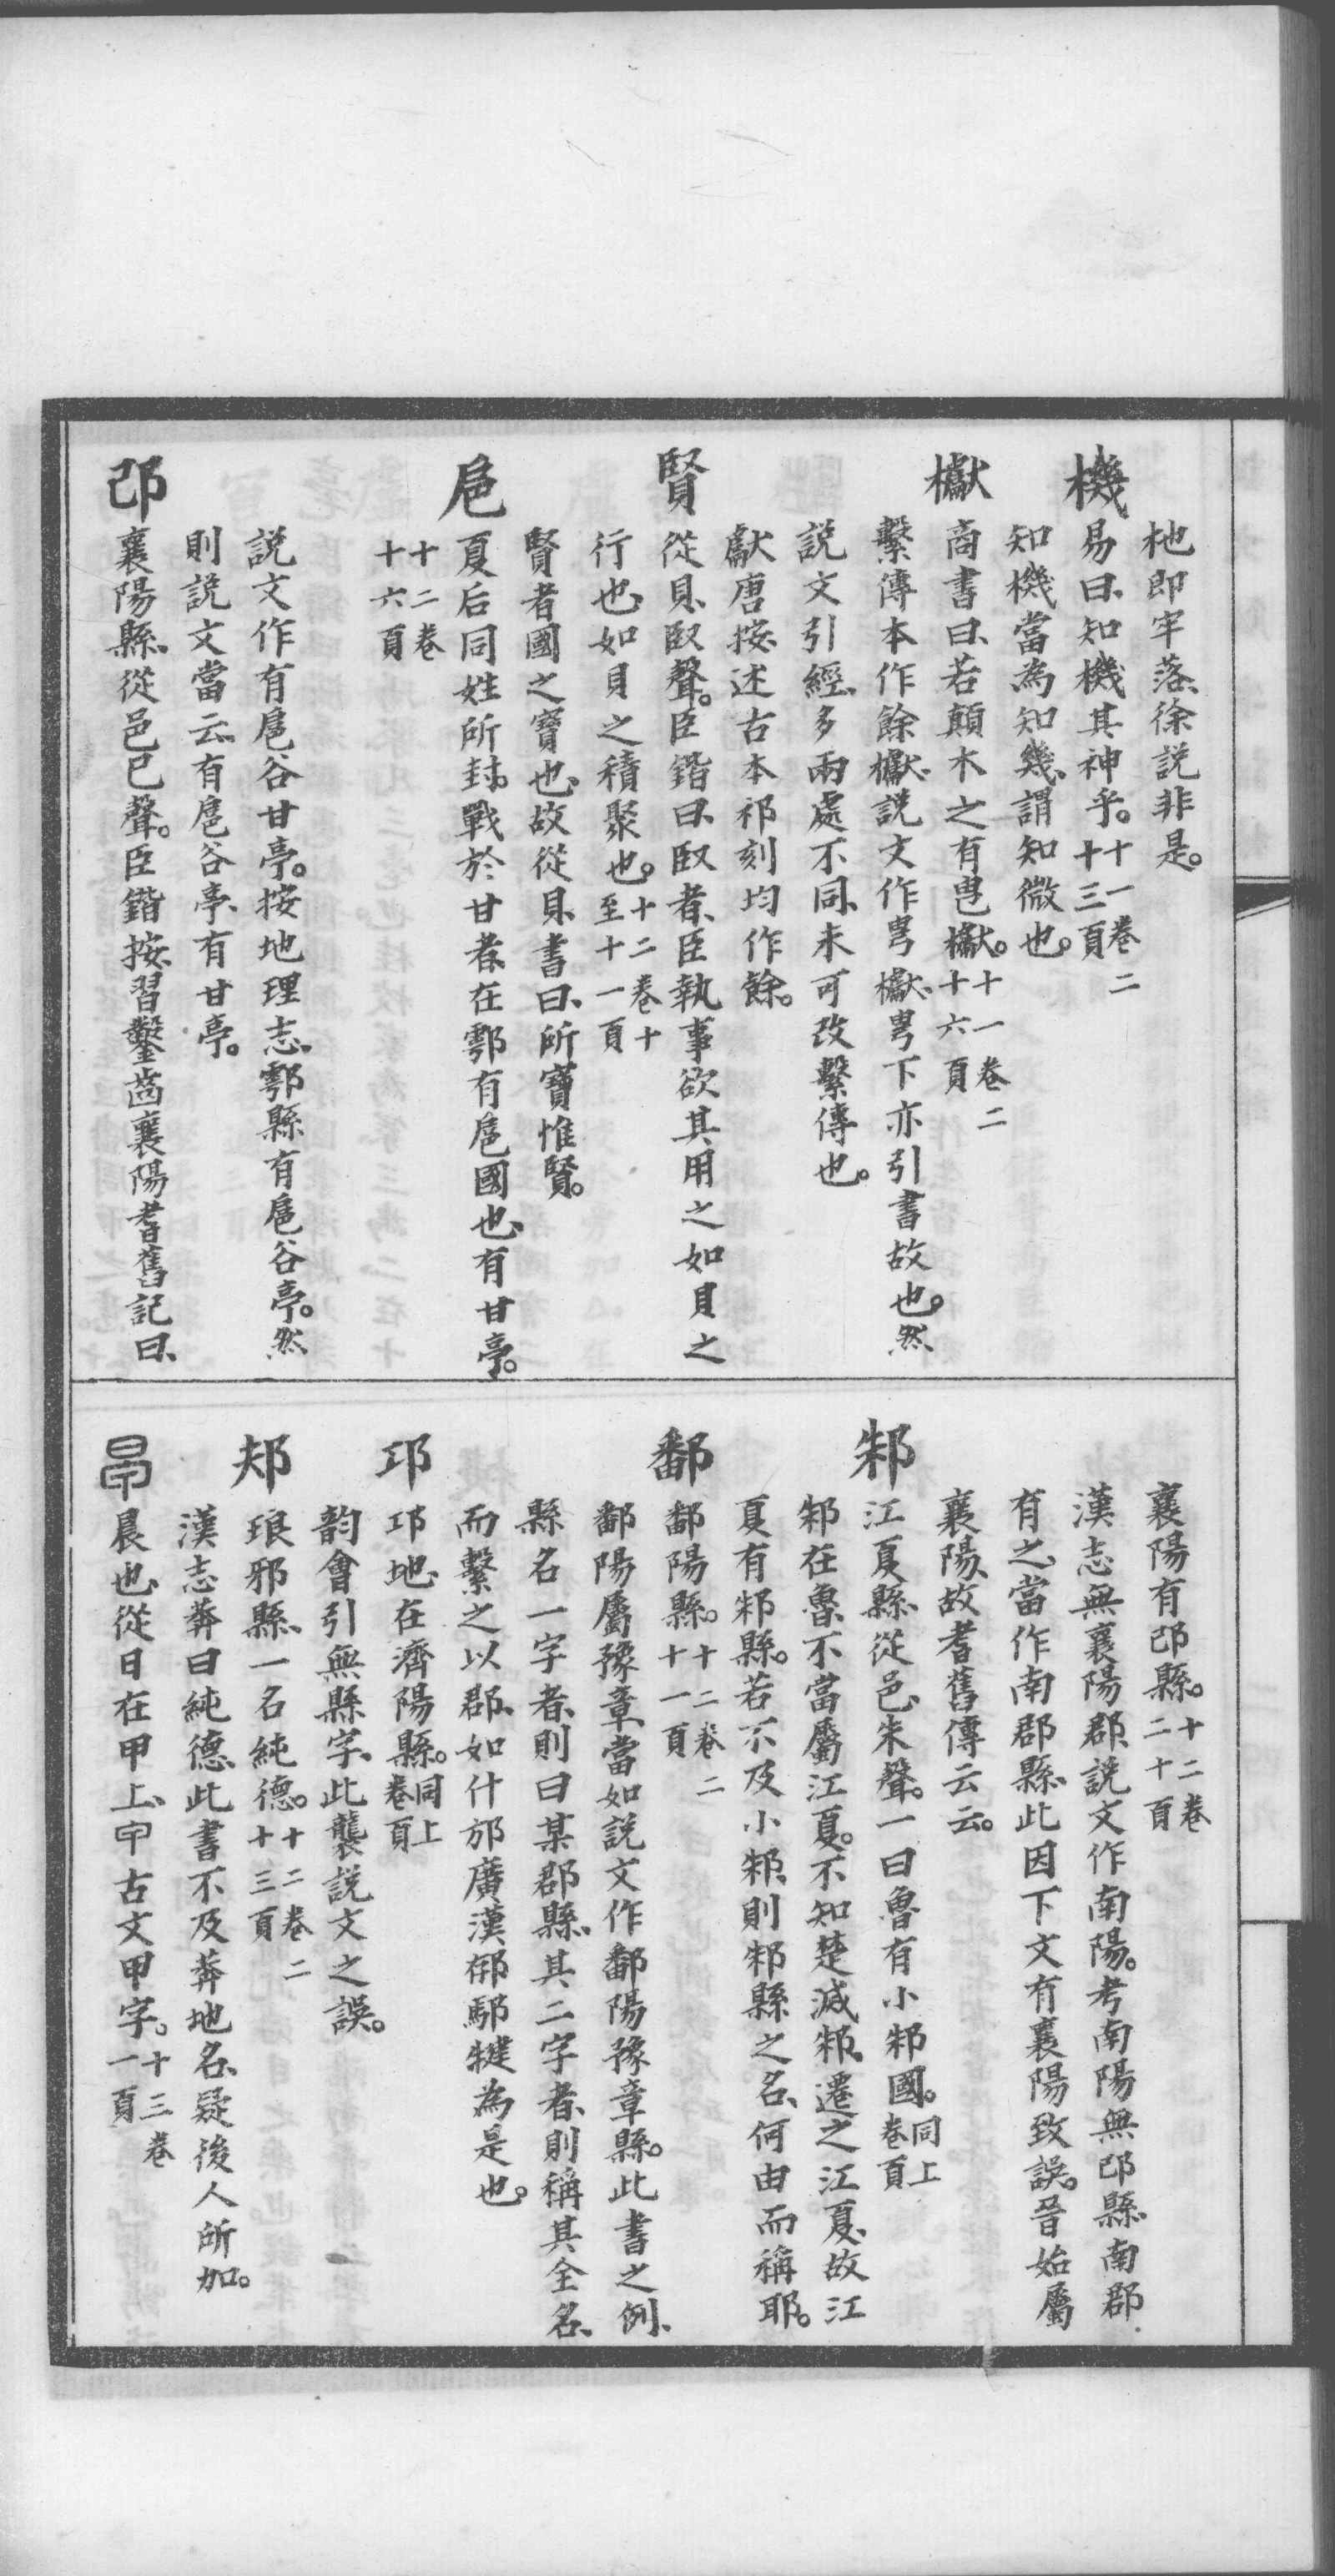 杝即牢落、徐説非是。
機 易曰、知機其神乎。十一卷二十三頁
知機當為知幾、謂知微也。
㰕 商書曰、若顛木之有㽕㰕。十一卷二十六頁
繫傳本作餘㰕、説文作㽕㰕、㽕下亦引書故也。然
説文引經、多兩處不同、未可改繫傳也。
獻唐按、述古本祁刻均作餘。
賢 從貝、臤聲。臣鍇曰、臤者、臣執事欲其用之如貝之
行也、如貝之積聚也。十二卷十至十一頁
賢者國之寶也、故從貝、書曰、所寶惟賢。
扈 夏后同姓所封。戰於甘者、在鄠有扈國也、有甘亭。
十二卷十六頁
説文作有扈谷甘亭。按地理志、鄠縣有扈谷亭。然
則説文當云、有扈谷亭、有甘亭。
𨙨 襄陽縣、從邑已聲。臣鍇按、習鑿齒襄陽耆舊記曰、
襄陽有𨙨縣。十二卷二十頁
漢志無襄陽郡、説文作南陽。考南陽無𨙨縣、南郡
有之、當作南郡縣、此因下文有襄陽致誤。晉始屬
襄陽、故耆舊傳云云。
邾 江夏縣、從邑、朱聲。一曰魯有小邾國。同上卷頁
邾在魯、不當屬江夏。不知楚滅邾、遷之江夏、故江
夏有邾縣。若不及小邾、則邾縣之名、何由而稱耶。
鄱 鄱陽縣。十二卷二十一頁
鄱陽屬豫章、當如説文作鄱陽豫章縣。此書之例、
縣名一字者、則曰某郡縣、其二字者、則稱其全名、
而繫之以郡、如什邡廣漢、䣕鄢犍為是也。
邛 邛地、在濟陽縣。同上卷頁
韵會引無縣字、此襲説文之誤。
邞 琅邪縣、一名純德。十二卷二十三頁
漢志莽曰純德、此書不及莽地名、疑後人所加。
𣅔 晨也、從日在甲上、𠇚古文甲字。十三卷一頁